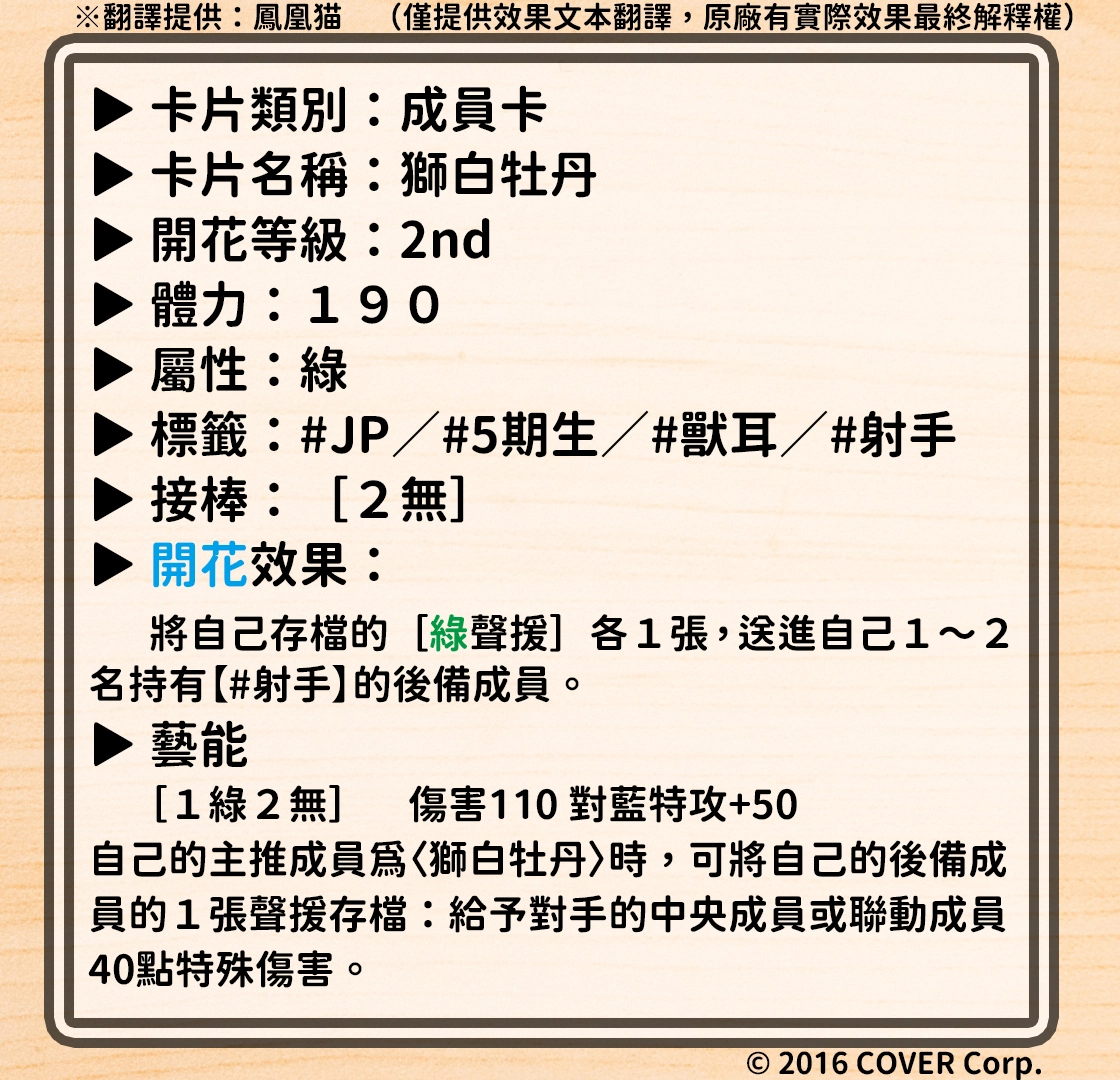 ※翻譯提供：鳳凰猫　（僅提供效果文本翻譯，原廠有實際效果最終解釋權）
▶ 卡片類別：成員卡
▶ 卡片名稱：獅白牡丹
▶ 開花等級：2nd
▶ 體力：１９０
▶ 屬性：綠
▶ 標籤：#JP／#5期生／#獸耳／#射手
▶ 接棒：［２無］
▶ 開花效果：
將自己存檔的［綠聲援］各１張，送進自己１～２
名持有【#射手】的後備成員。
▶ 藝能
［１綠２無］　傷害110 對藍特攻+50
自己的主推成員爲〈獅白牡丹〉時，可將自己的後備成
員的１張聲援存檔：給予對手的中央成員或聯動成員
40點特殊傷害。
© 2016 COVER Corp.